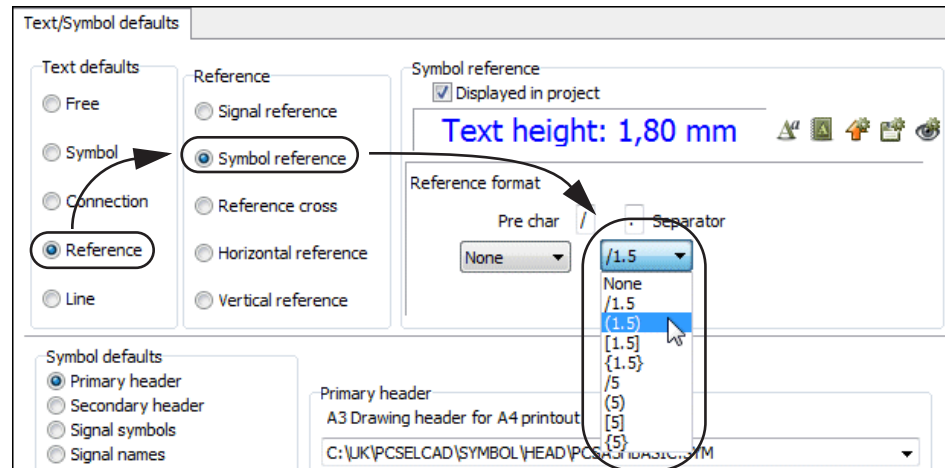 Text/Symbol defaults
Text defaults
Free
Symbol
Connection
Reference
Line
Reference
Signal reference
Symbol reference
Reference cross
Horizontal reference
Vertical reference
Symbol reference
Displayed in project
Text height: 1,80 mm
Reference format
Pre char / . Separator
None /1.5
None
/1.5
(1.5)
[1.5]
{1.5}
/5
(5)
[5]
{5}
Symbol defaults
Primary header
Secondary header
Signal symbols
Signal names
Primary header
A3 Drawing header for A4 printout
C:\UK\PCSELCAD\SYMBOL\HEAD\